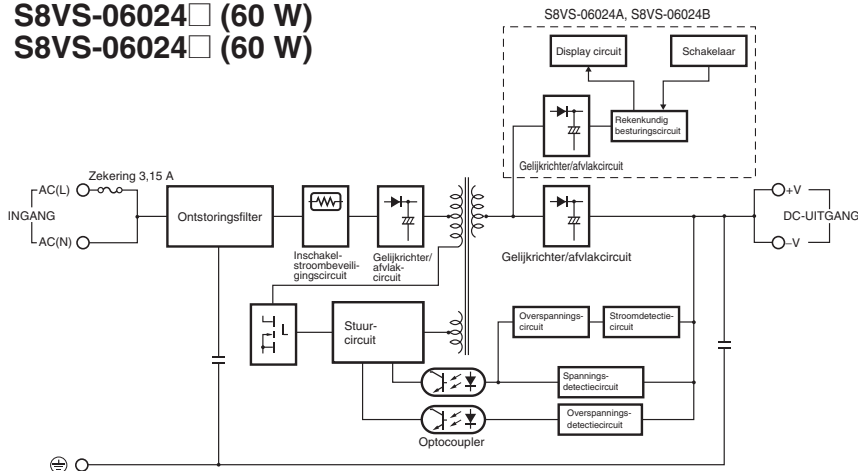 S8VS-06024□ (60 W)
S8VS-06024□ (60 W)
S8VS-06024A, S8VS-06024B
Display circuit
Schakelaar
Rekenkundig
besturingscircuit
Gelijkrichter/afvlakcircuit
Zekering 3,15 A
AC(L)
INGANG
AC(N)
Ontstoringsfilter
Inschakel-
stroombeveili-
gingscircuit
Gelijkrichter/
afvlak-
circuit
Gelijkrichter/afvlakcircuit
+V
DC-UITGANG
–V
L
Stuur-
circuit
Overspannings-
circuit
Stroomdetectie-
circuit
Spannings-
detectiecircuit
Overspannings-
detectiecircuit
Optocoupler